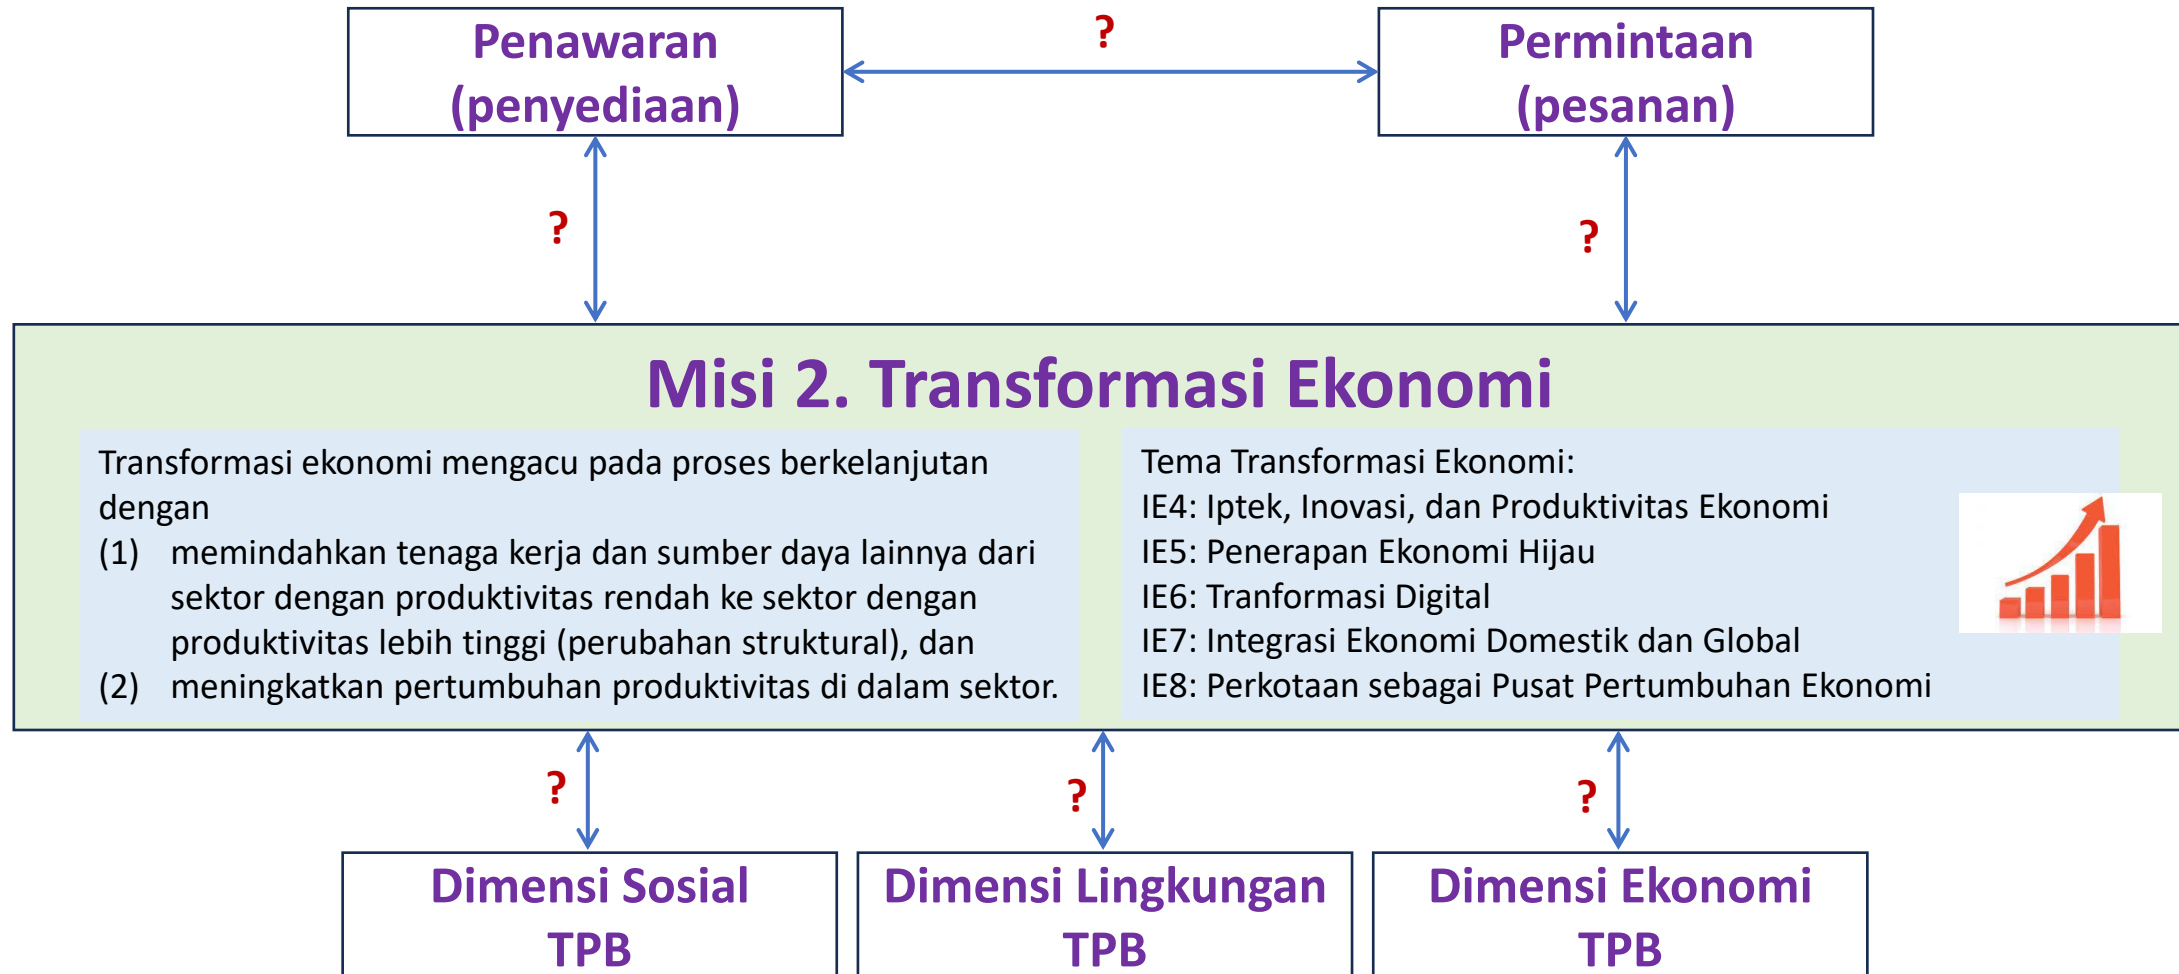 Penawaran
(penyediaan)
?
Permintaan
(pesanan)
?
?
Misi 2. Transformasi Ekonomi
Transformasi ekonomi mengacu pada proses berkelanjutan
dengan
(1) memindahkan tenaga kerja dan sumber daya lainnya dari
sektor dengan produktivitas rendah ke sektor dengan
produktivitas lebih tinggi (perubahan struktural), dan
(2) meningkatkan pertumbuhan produktivitas di dalam sektor.
Tema Transformasi Ekonomi:
IE4: Iptek, Inovasi, dan Produktivitas Ekonomi
IE5: Penerapan Ekonomi Hijau
IE6: Tranformasi Digital
IE7: Integrasi Ekonomi Domestik dan Global
IE8: Perkotaan sebagai Pusat Pertumbuhan Ekonomi
?
?
?
Dimensi Sosial
TPB
Dimensi Lingkungan
TPB
Dimensi Ekonomi
TPB